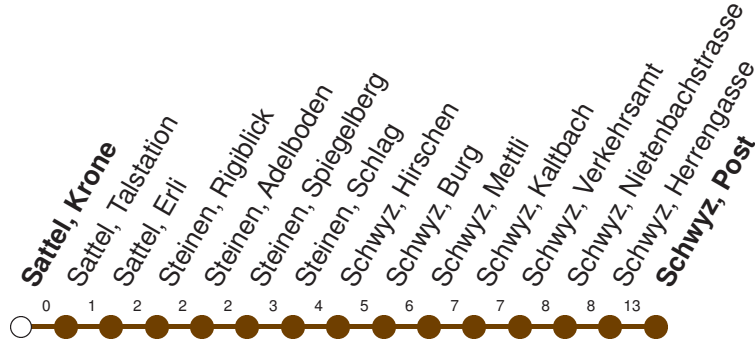 Sattel, Krone
Sattel, Talstation
Sattel, Erli
Steinen, Rigiblick
Steinen, Adelboden
Steinen, Spiegelberg
Steinen, Schlag
Schwyz, Hirschen
Schwyz, Burg
Schwyz, Mettli
Schwyz, Kaltbach
Schwyz, Verkehrsamt
Schwyz, Nietenbachstrasse
Schwyz, Herrengasse
Schwyz, Post
0 1 2 2 2 3 4 5 6 7 7 8 8 13